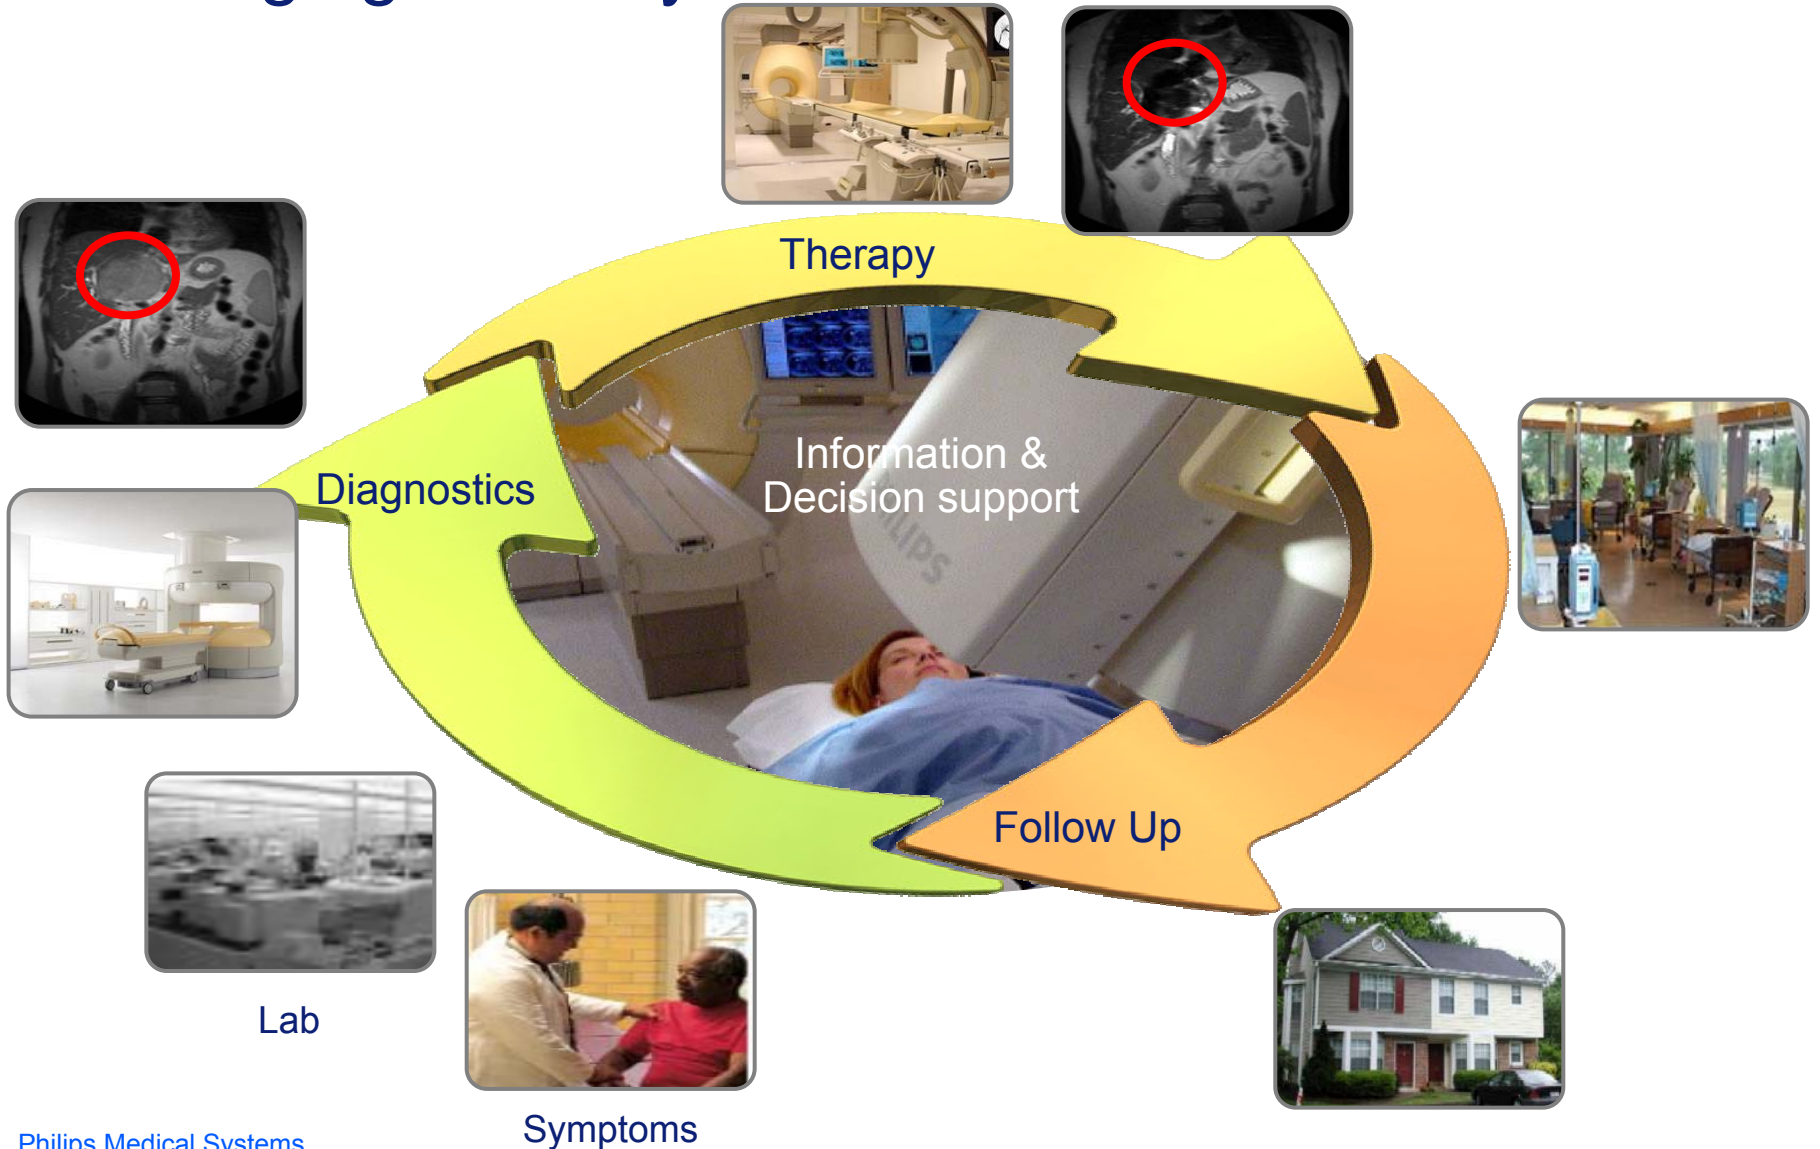 Therapy
Information &
Decision support
Diagnostics
Follow Up
Lab
Symptoms
Philips Medical Systems